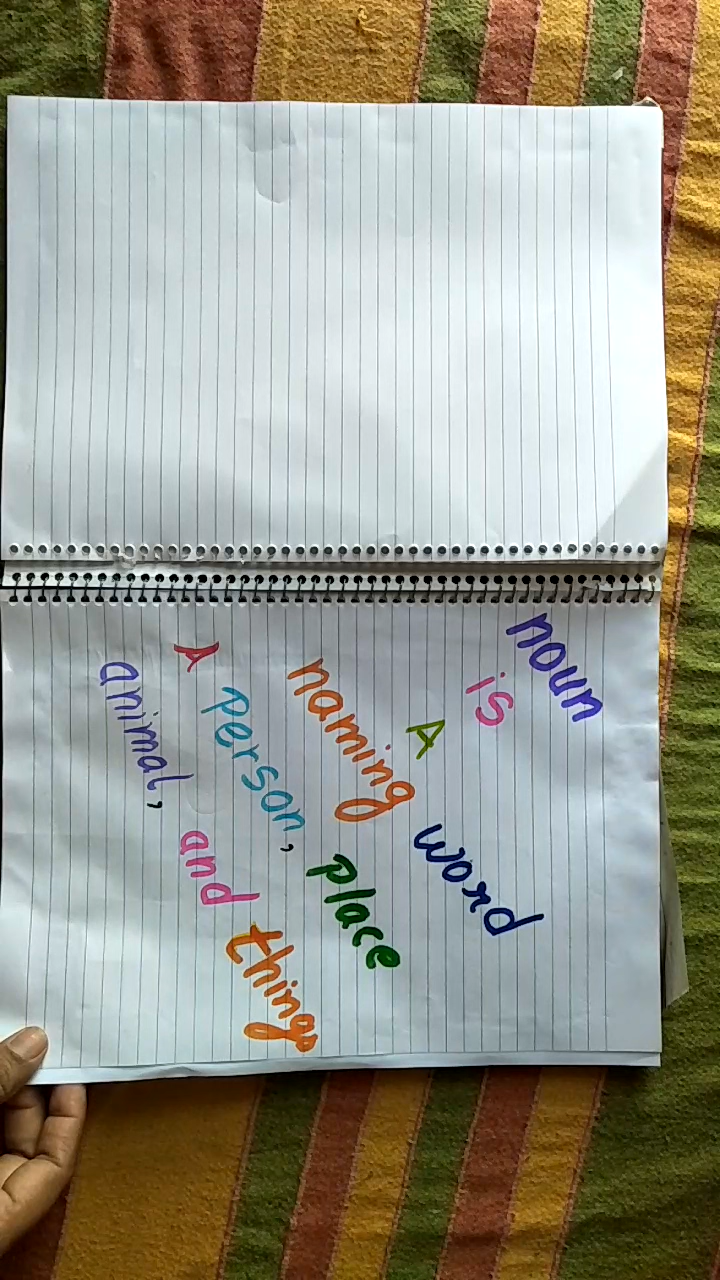 noun
is
A
naming word
A person, place
animal, and things